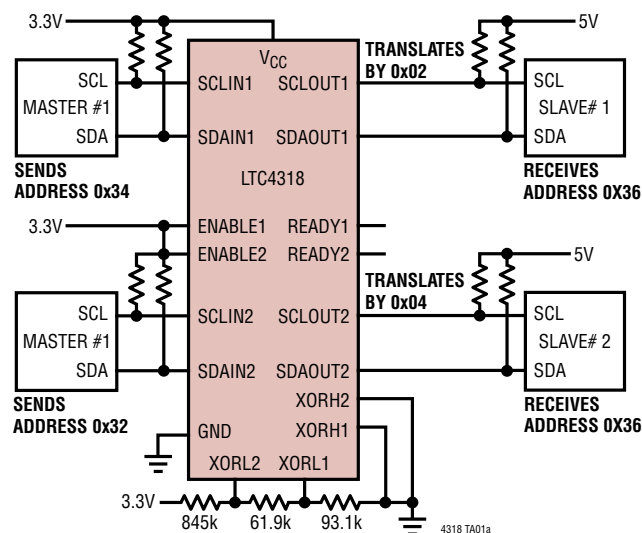 3.3V
5V
VCC
TRANSLATES
BY 0x02
SCL
MASTER #1
SDA
SCLIN1
SDAIN1
SCLOUT1
SDAOUT1
SCL
SLAVE# 1
SDA
SENDS
ADDRESS 0x34
LTC4318
RECEIVES
ADDRESS 0X36
3.3V
ENABLE1
ENABLE2
READY1
READY2
5V
TRANSLATES
BY 0x04
SCL
MASTER #1
SDA
SCLIN2
SDAIN2
SCLOUT2
SDAOUT2
SCL
SLAVE# 2
SDA
SENDS
ADDRESS 0x32
XORH2
XORH1
RECEIVES
ADDRESS 0X36
GND
XORL2
XORL1
3.3V
845k
61.9k
93.1k
4318 TA01a